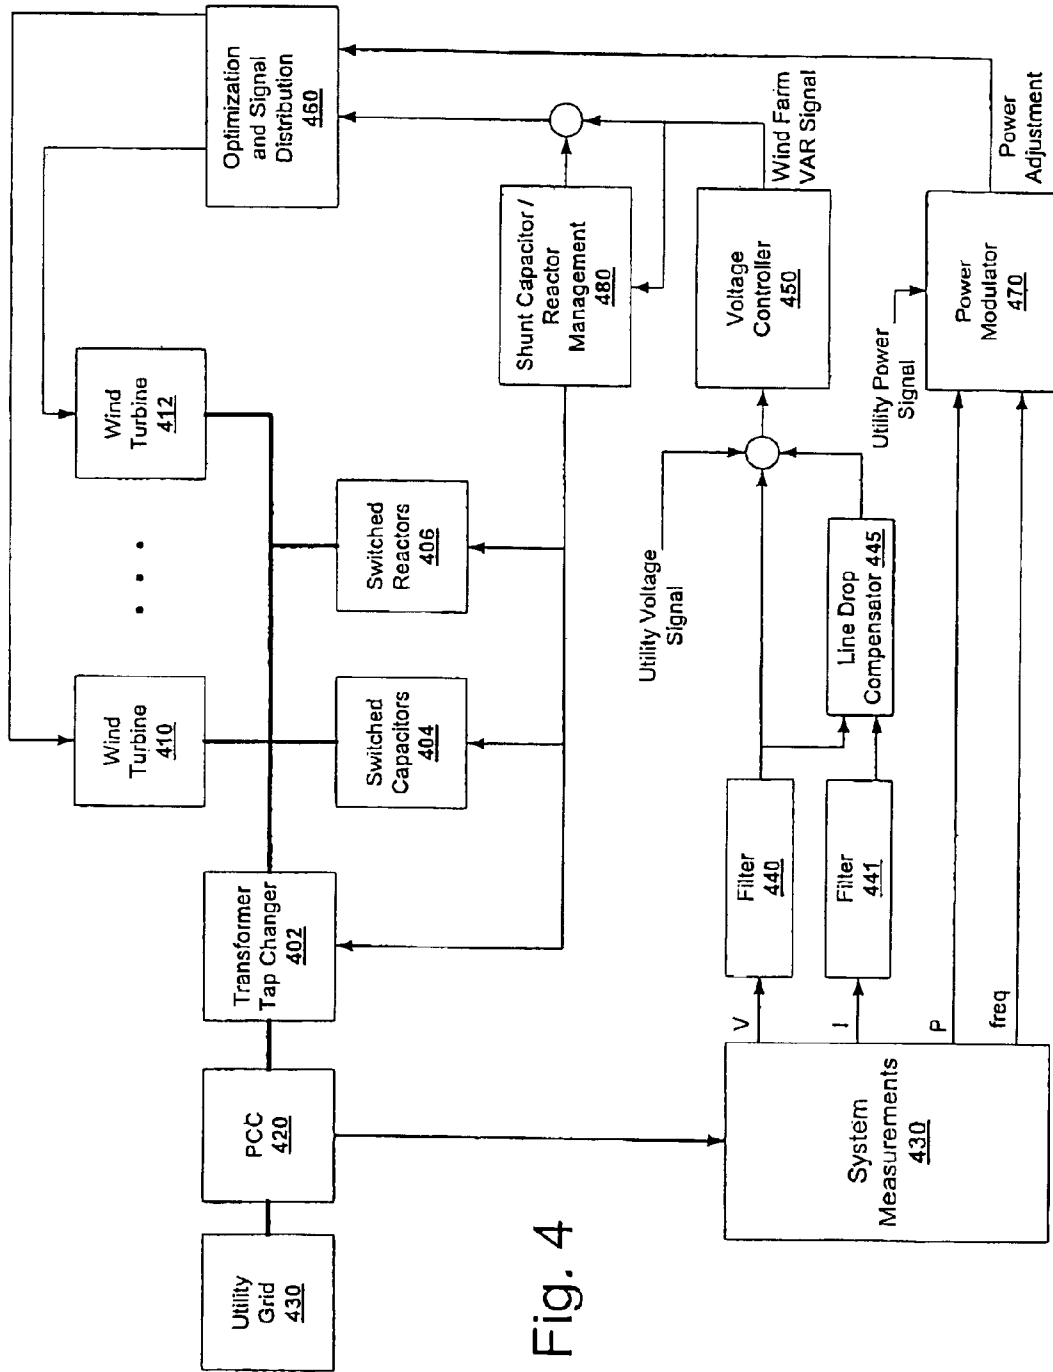 Utility
Grid
430
PCC
420
Transformer
Tap Changer
402
Wind
Turbine
410
Wind
Turbine
412
Switched
Capacitors
404
Switched
Reactors
406
Optimization
and Signal
Distribution
460
Shunt Capacitor /
Reactor
Management
480
Utility Voltage
Signal
Voltage
Controller
450
Wind Farm
VAR Signal
System
Measurements
430
V
I
P
freq
Filter
440
Filter
441
Line Drop
Compensator 445
Utility Power
Signal
Power
Modulator
470
Power
Adjustment
Fig. 4